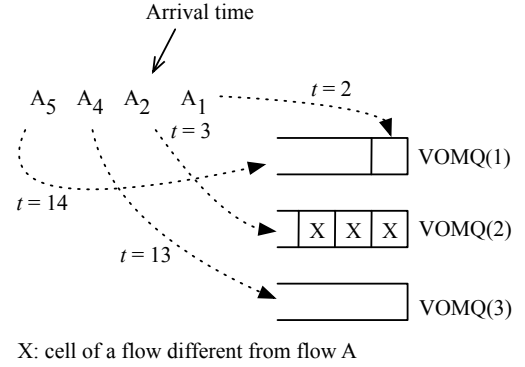 Arrival time
A5 A4 A2 A1
t = 2
t = 3
VOMQ(1)
t = 14
X X X
VOMQ(2)
t = 13
VOMQ(3)
X: cell of a flow different from flow A